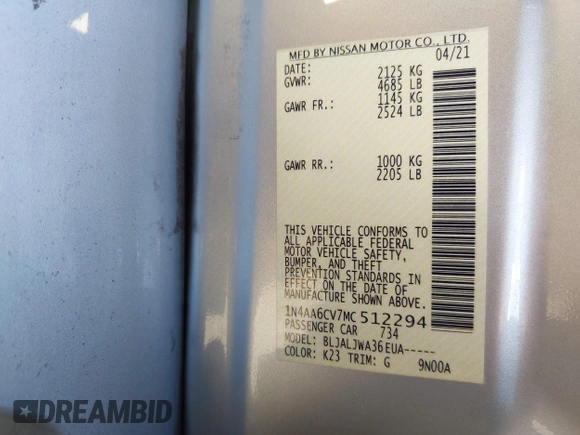 MFD BY NISSAN MOTOR CO., LTD.
04/21
DATE: 2125 KG
GVWR: 4685 LB
GAWR FR.: 1145 KG
2524 LB
GAWR RR.: 1000 KG
2205 LB
THIS VEHICLE CONFORMS TO
ALL APPLICABLE FEDERAL
MOTOR VEHICLE SAFETY,
BUMPER, AND THEFT
PREVENTION STANDARDS IN
EFFECT ON THE DATE OF
MANUFACTURE SHOWN ABOVE.
1N4AA6CV7MC512294
PASSENGER CAR 734
MODEL: BLJALJWA36EUA-----
COLOR: K23 TRIM: G 9N00A
$DREAMBID